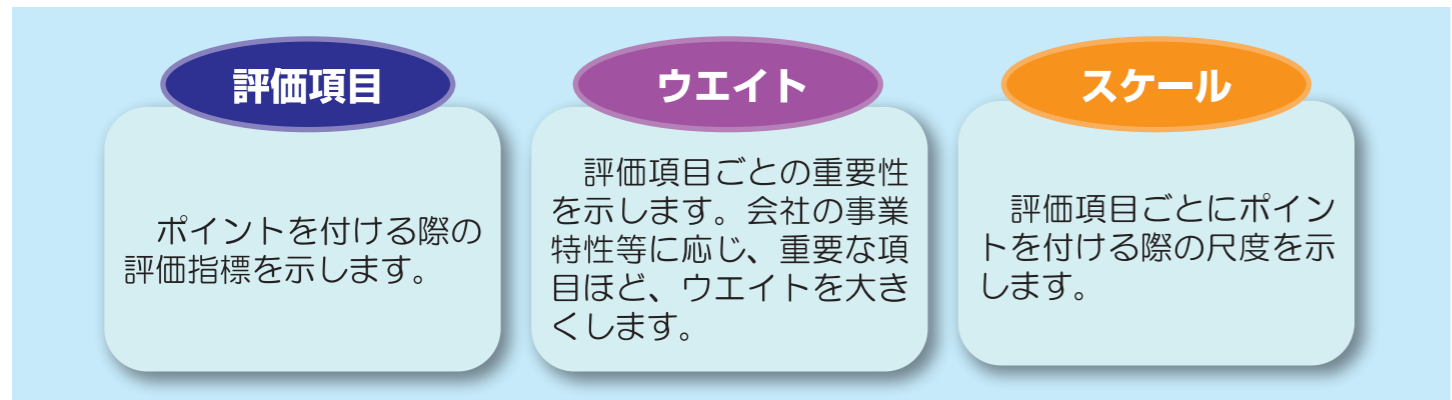 評価項目
ポイントを付ける際の
評価指標を示します。
ウエイト
評価項目ごとの重要性
を示します。会社の事業
特性等に応じ、重要な項
目ほど、ウエイトを大き
くします。
スケール
評価項目ごとにポイン
トを付ける際の尺度を示
します。